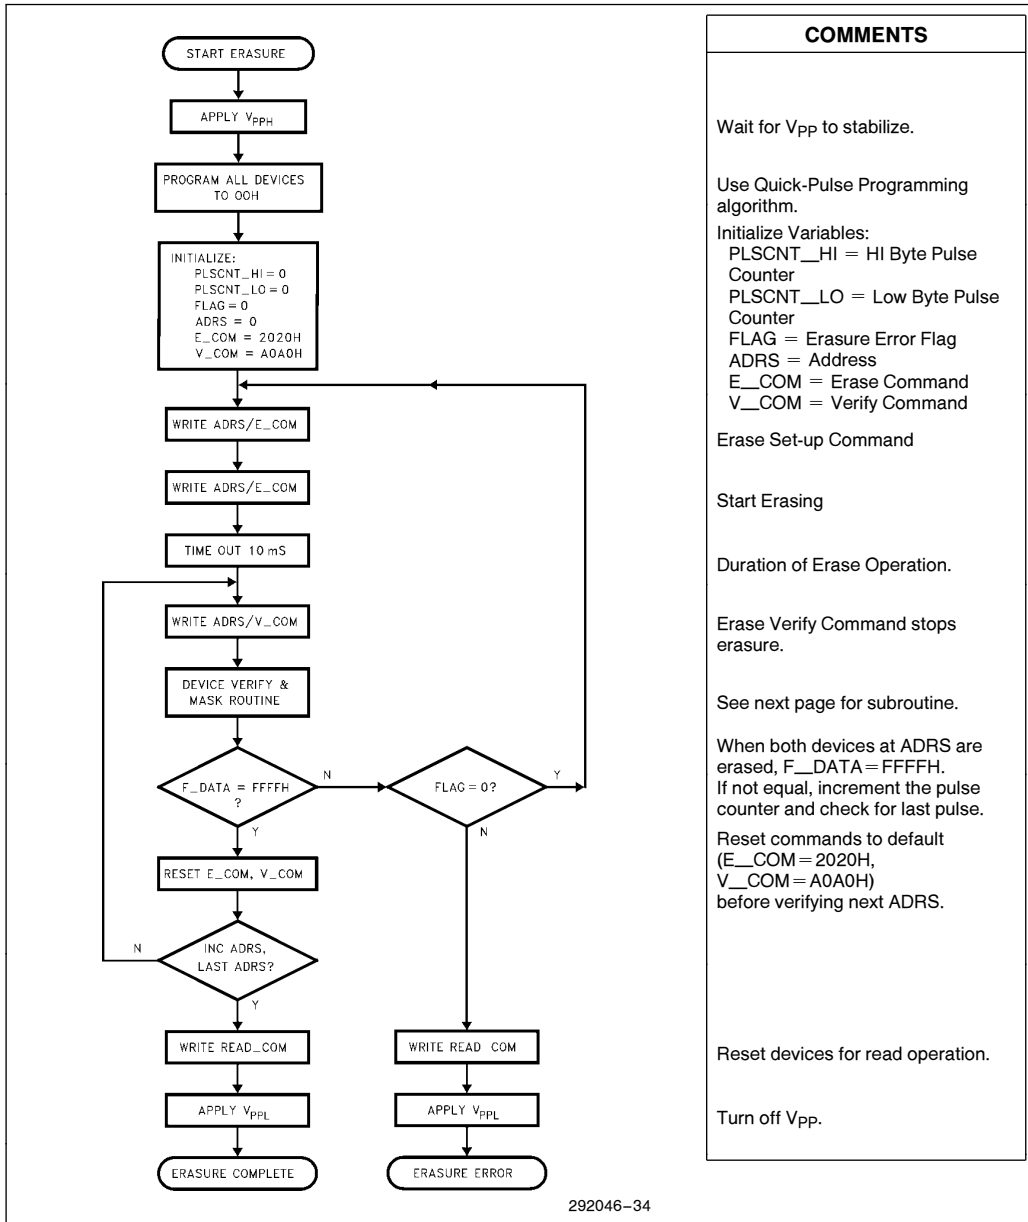 START ERASURE
APPLY VPPH
PROGRAM ALL DEVICES
TO 00H
INITIALIZE:
PLSCNT_HI = 0
PLSCNT_LO = 0
FLAG = 0
ADRS = 0
E_COM = 2020H
V_COM = A0A0H
WRITE ADRS/E_COM
WRITE ADRS/E_COM
TIME OUT 10 mS
WRITE ADRS/V_COM
DEVICE VERIFY &
MASK ROUTINE
F_DATA = FFFFH
?
N
Y
FLAG = 0?
Y
N
RESET E_COM, V_COM
INC ADRS,
LAST ADRS?
N
Y
WRITE READ_COM
APPLY VPPL
ERASURE COMPLETE
WRITE READ COM
APPLY VPPL
ERASURE ERROR
COMMENTS
Wait for VPP to stabilize.
Use Quick-Pulse Programming
algorithm.
Initialize Variables:
PLSCNT__HI = HI Byte Pulse
Counter
PLSCNT__LO = Low Byte Pulse
Counter
FLAG = Erasure Error Flag
ADRS = Address
E__COM = Erase Command
V__COM = Verify Command
Erase Set-up Command
Start Erasing
Duration of Erase Operation.
Erase Verify Command stops
erasure.
See next page for subroutine.
When both devices at ADRS are
erased, F__DATA = FFFFH.
If not equal, increment the pulse
counter and check for last pulse.
Reset commands to default
(E__COM = 2020H,
V__COM = A0A0H)
before verifying next ADRS.
Reset devices for read operation.
Turn off VPP.
292046–34